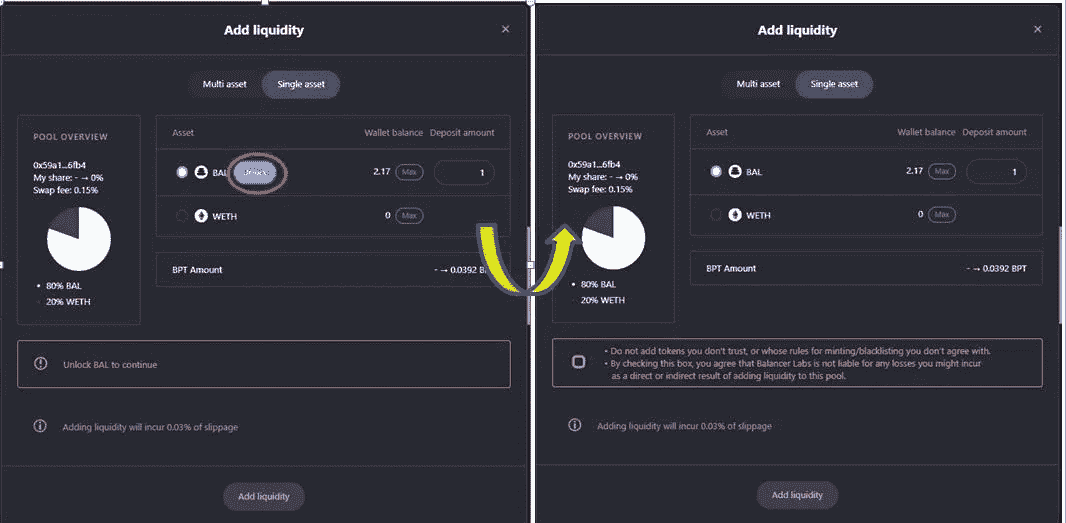 Add liquidity
×
Multi asset Single asset
POOL OVERVIEW
0x59a1...6fb4
My share: - → 0%
Swap fee: 0.15%
• 80% BAL
20% WETH
Asset Wallet balance Deposit amount
BAL Unlock 2.17 Max 1
WETH 0 Max
BPT Amount - → 0.0392 BPT
Unlock BAL to continue
Adding liquidity will incur 0.03% of slippage
Add liquidity
Add liquidity
×
Multi asset Single asset
POOL OVERVIEW
0x59a1...6fb4
My share: - → 0%
Swap fee: 0.15%
• 80% BAL
20% WETH
Asset Wallet balance Deposit amount
BAL 2.17 Max 1
WETH 0 Max
BPT Amount - → 0.0392 BPT
• Do not add tokens you don't trust, or whose rules for minting/blacklisting you don't agree with.
• By checking this box, you agree that Balancer Labs is not liable for any losses you might incur
as a direct or indirect result of adding liquidity to this pool.
Adding liquidity will incur 0.03% of slippage
Add liquidity